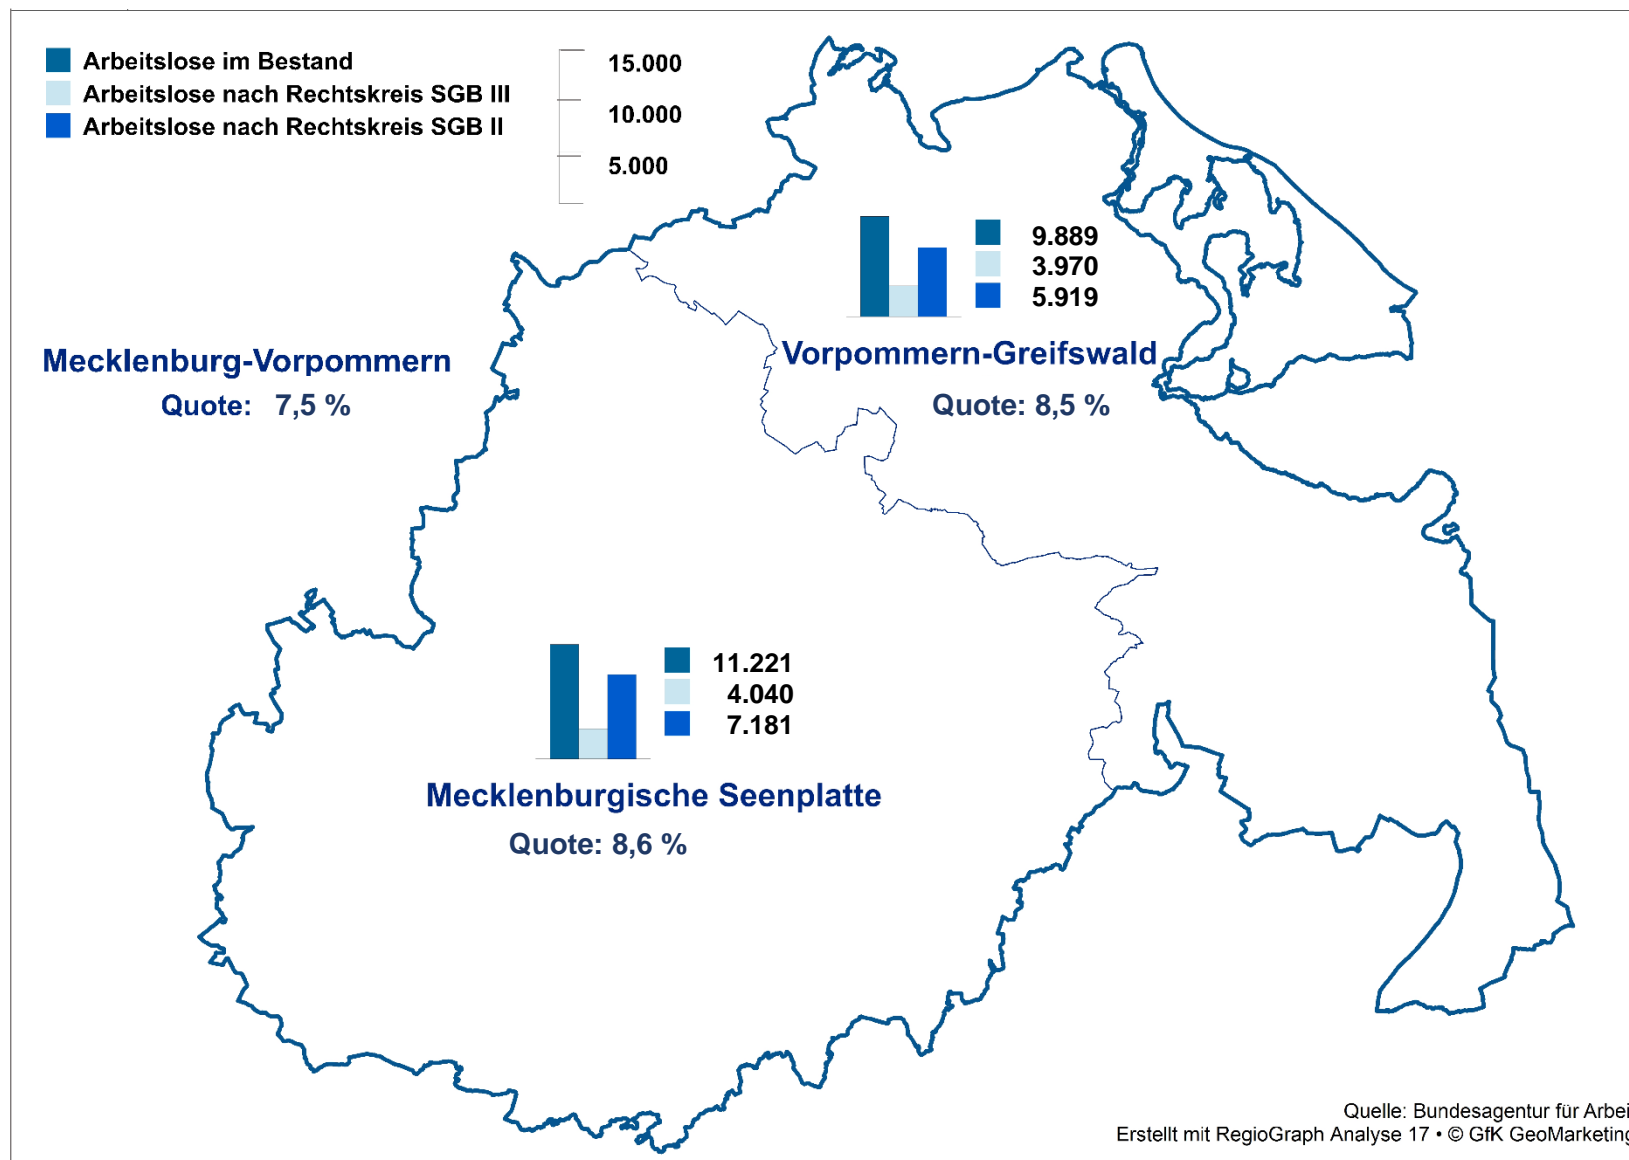 Arbeitslose im Bestand
Arbeitslose nach Rechtskreis SGB III
Arbeitslose nach Rechtskreis SGB II
15.000
10.000
5.000
9.889
3.970
5.919
Vorpommern-Greifswald
Quote: 8,5 %
Mecklenburg-Vorpommern
Quote: 7,5 %
11.221
4.040
7.181
Mecklenburgische Seenplatte
Quote: 8,6 %
Quelle: Bundesagentur für Arbei
Erstellt mit RegioGraph Analyse 17 • © GfK GeoMarketing